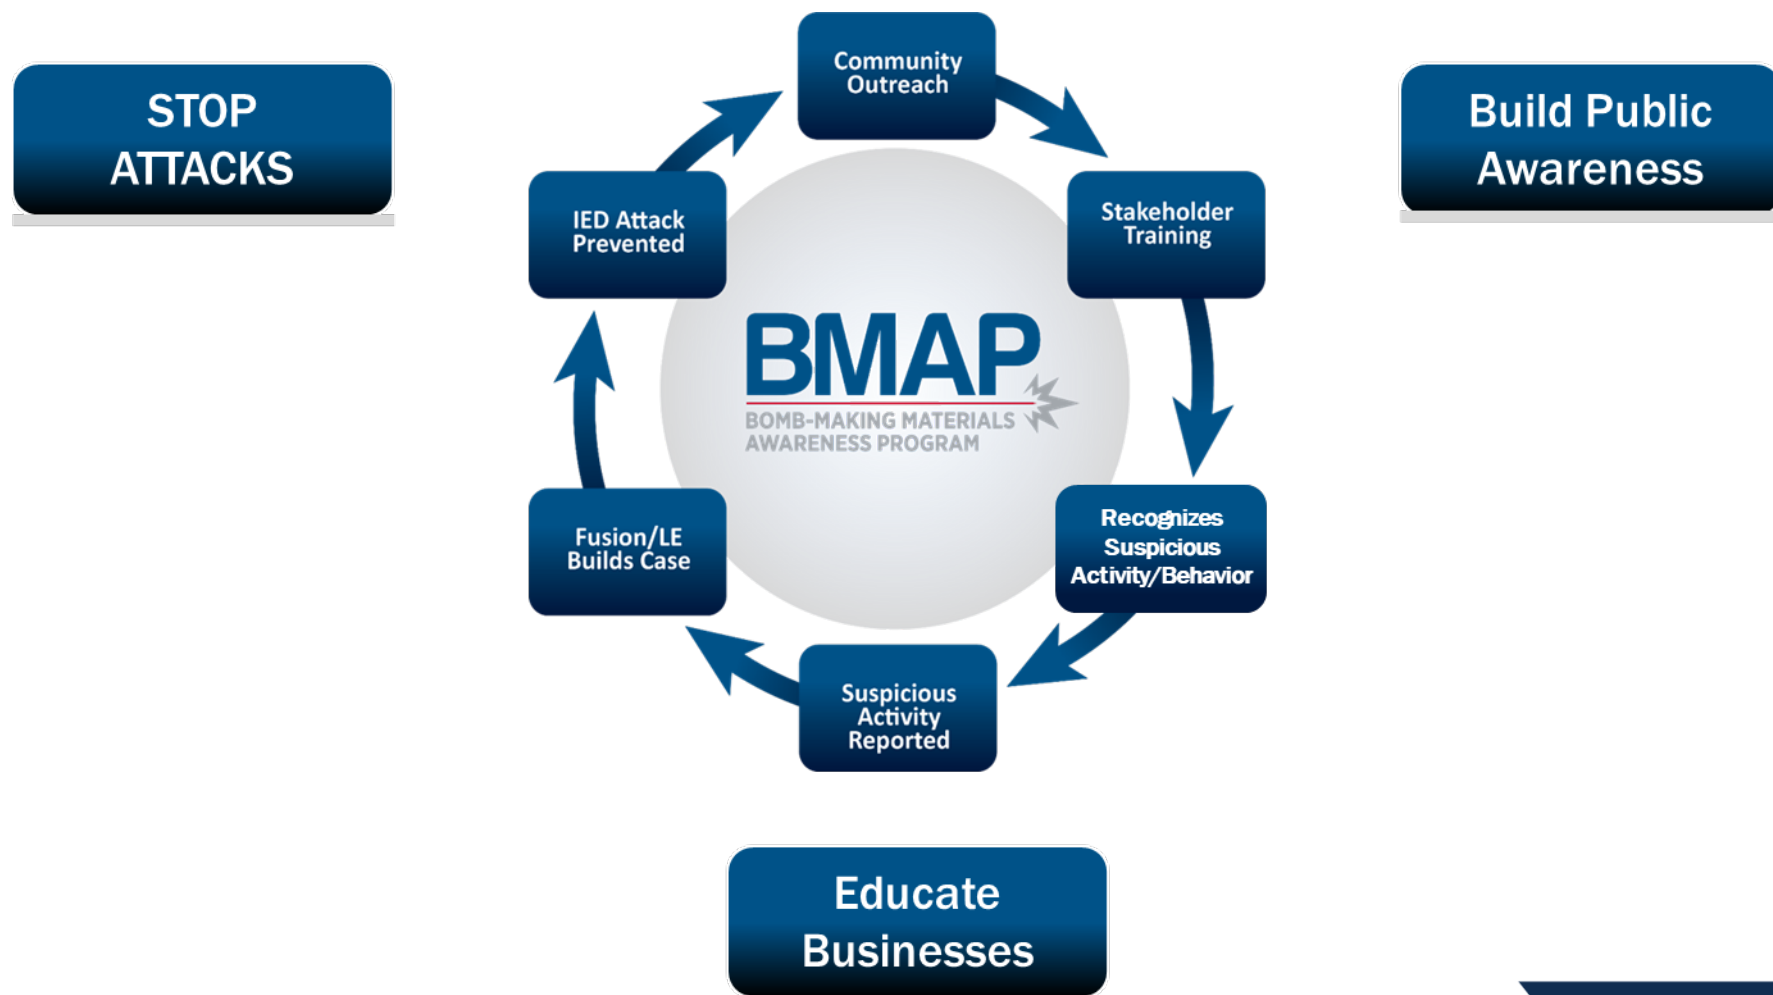 STOP
ATTACKS
Build Public
Awareness
Community
Outreach
Stakeholder
Training
Recognizes
Suspicious
Activity/Behavior
Suspicious
Activity
Reported
Fusion/LE
Builds Case
IED Attack
Prevented
BMAP
BOMB-MAKING MATERIALS
AWARENESS PROGRAM
Educate
Businesses